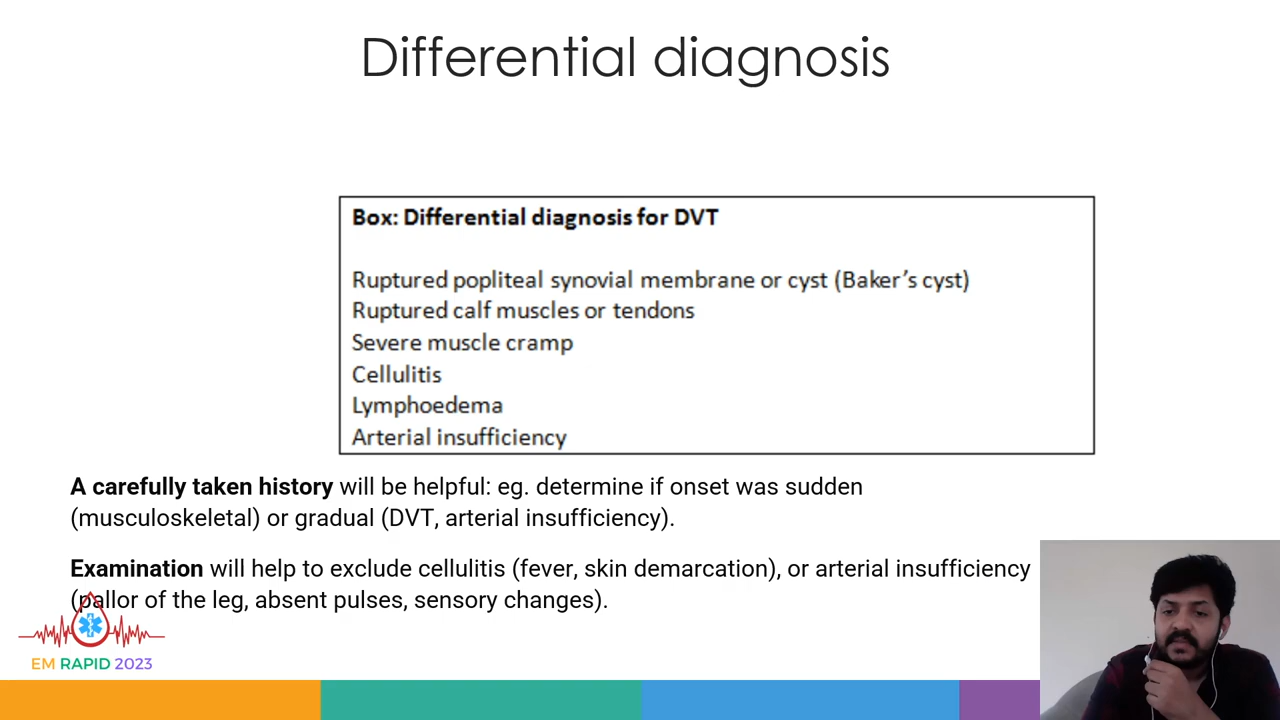 Differential diagnosis
Box: Differential diagnosis for DVT
Ruptured popliteal synovial membrane or cyst (Baker’s cyst)
Ruptured calf muscles or tendons
Severe muscle cramp
Cellulitis
Lymphoedema
Arterial insufficiency
A carefully taken history will be helpful: eg. determine if onset was sudden
(musculoskeletal) or gradual (DVT, arterial insufficiency).
Examination will help to exclude cellulitis (fever, skin demarcation), or arterial insufficiency
(pallor of the leg, absent pulses, sensory changes).
EM RAPID 2023